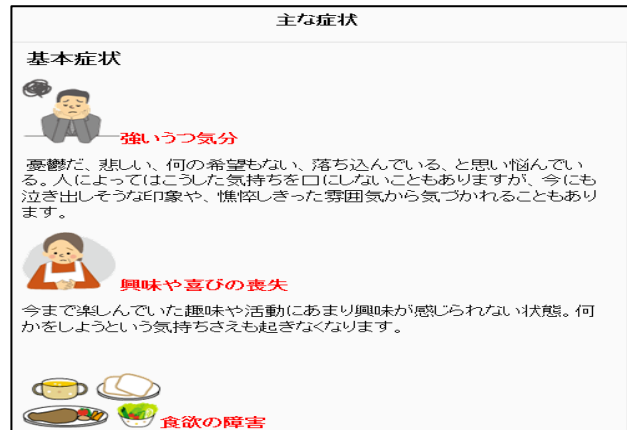 主な症状
基本症状
強いうつ気分
憂鬱だ、悲しい、何の希望もない、落ち込んでいる、と思い悩んでい
る。人によってはこうした気持ちを口にしないこともありますが、今にも
泣き出しそうな印象や、憔悴しきった雰囲気から気づかれることもあり
ます。
興味や喜びの喪失
今まで楽しんでいた趣味や活動にあまり興味が感じられない状態。何
かをしようという気持ちさえも起きなくなります。
食欲の障害